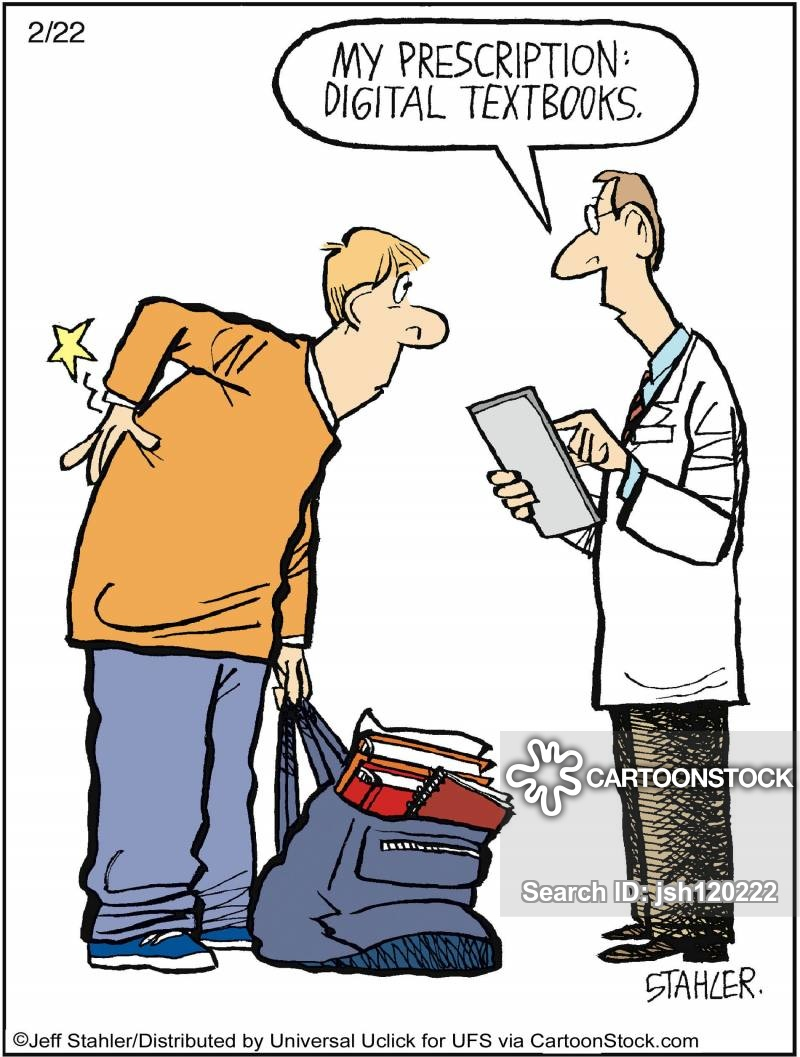 2/22
MY PRESCRIPTION:
DIGITAL TEXTBOOKS.
CARTOONSTOCK
Search ID: jsh120222
STAHLER.
©Jeff Stahler/Distributed by Universal Uclick for UFS via CartoonStock.com